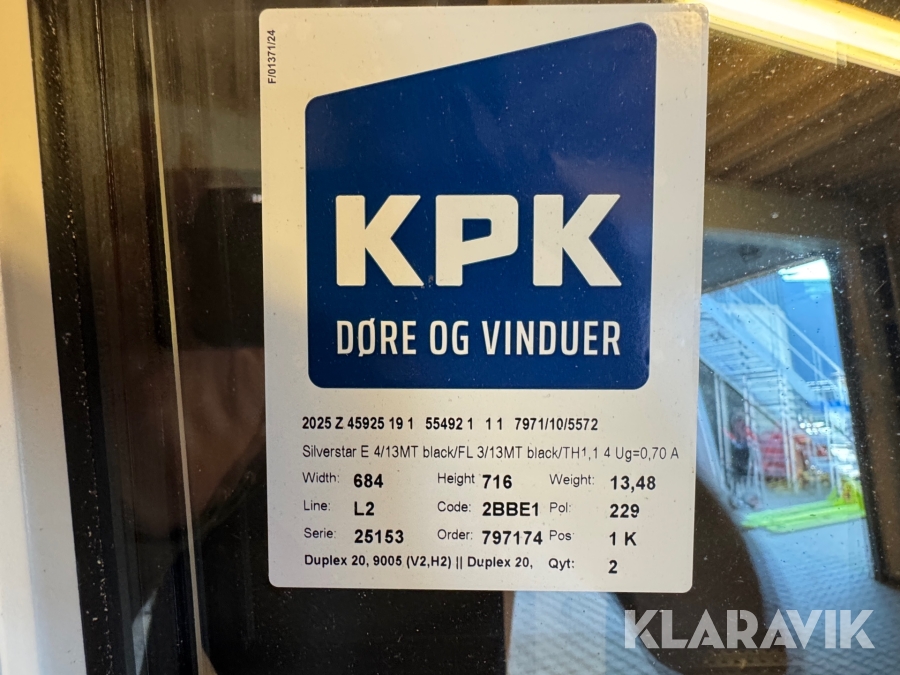 F/01371/24
KPK
DØRE OG VINDUER
2025 Z 45925 19 1 55492 1 1 1 7971/10/5572
Silverstar E 4/13MT black/FL 3/13MT black/TH1,1 4 Ug=0,70 A
Width: 684 Height 716 Weight: 13,48
Line: L2 Code: 2BBE1 Pol: 229
Serie: 25153 Order: 797174 Pos 1 K
Duplex 20, 9005 (V2,H2) || Duplex 20, Qyt: 2
KLARAVIK